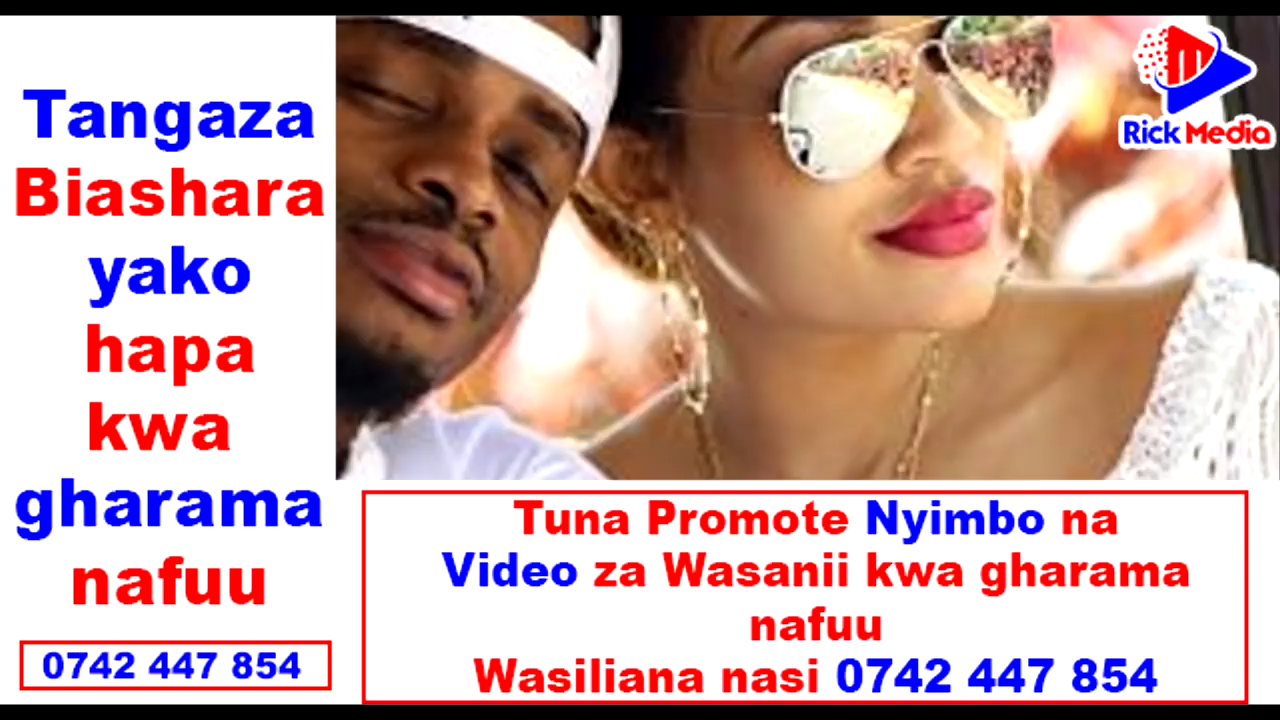 Tangaza
Biashara
yako
hapa
kwa
gharama
nafuu
0742 447 854
Rick Media
Tuna Promote Nyimbo na
Video za Wasanii kwa gharama
nafuu
Wasiliana nasi 0742 447 854